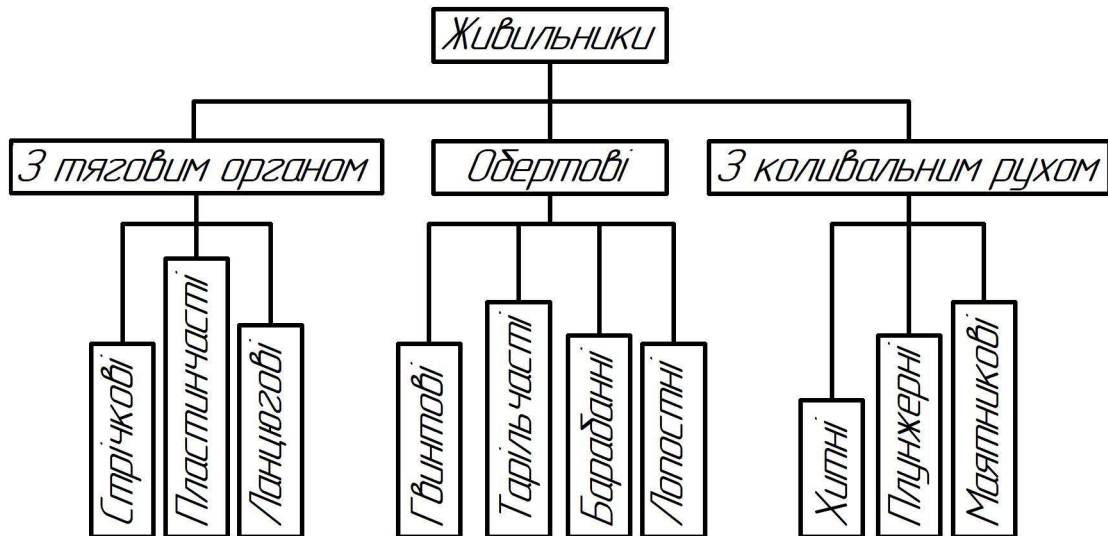 Живильники
З тяговим органом
Обертові
З коливальним рухом
Стрічкові
Пластинчасті
Ланцюгові
Гвинтові
Тарільчасті
Барабанні
Лопостні
Хитні
Плунжерні
Маятникові